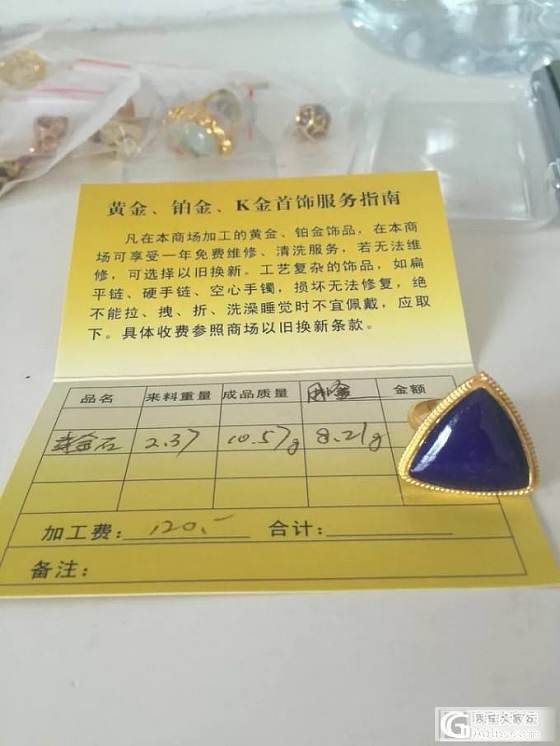 黄金、铂金、K金首饰服务指南
凡在本商场加工的黄金、铂金饰品，在本商
场可享受一年免费维修、清洗服务，若无法维
修，可选择以旧换新。工艺复杂的饰品，如扁
平链、硬手链、空心手镯，损坏无法修复，绝
不能拉、拽、折、洗澡睡觉时不宜佩戴，应取
下。具体收费参照商场以旧换新条款。
品名 来料重量 成品质量 用金 金额
2.37 10.57g 8.21g
加工费：120.- 合计：
备注：